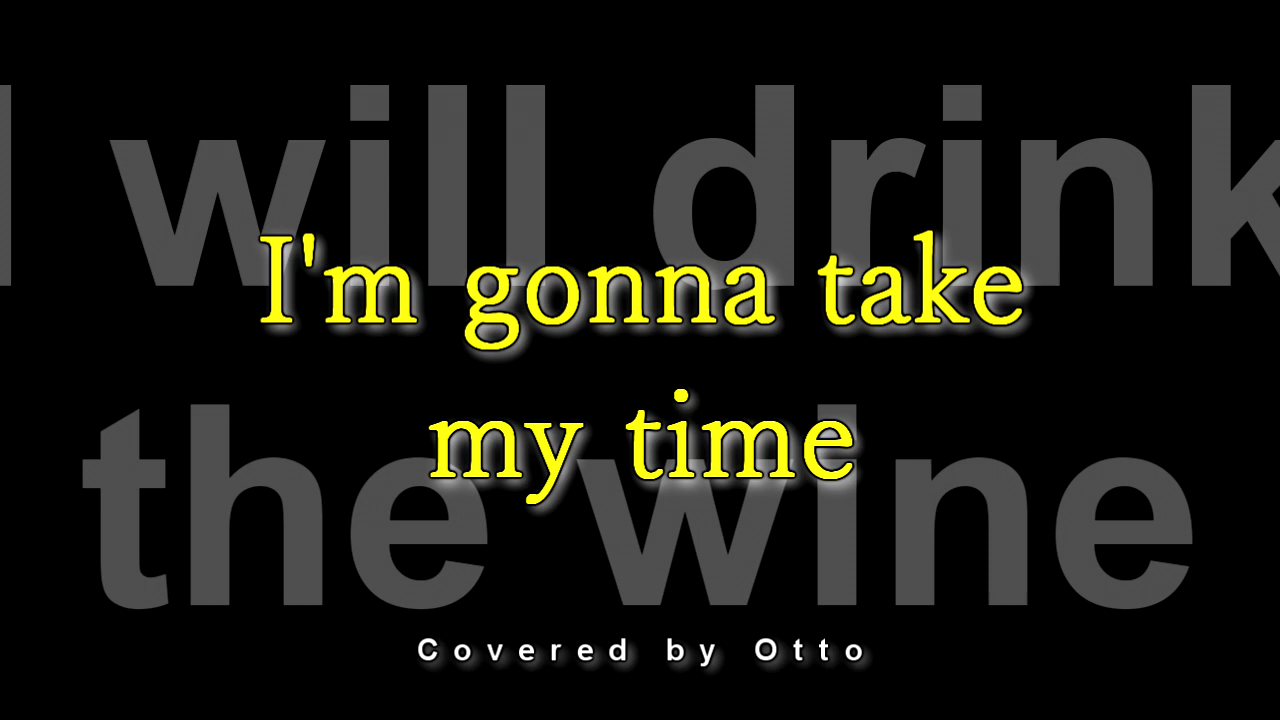 I will drink
I'm gonna take
my time
the wine
Covered by Otto